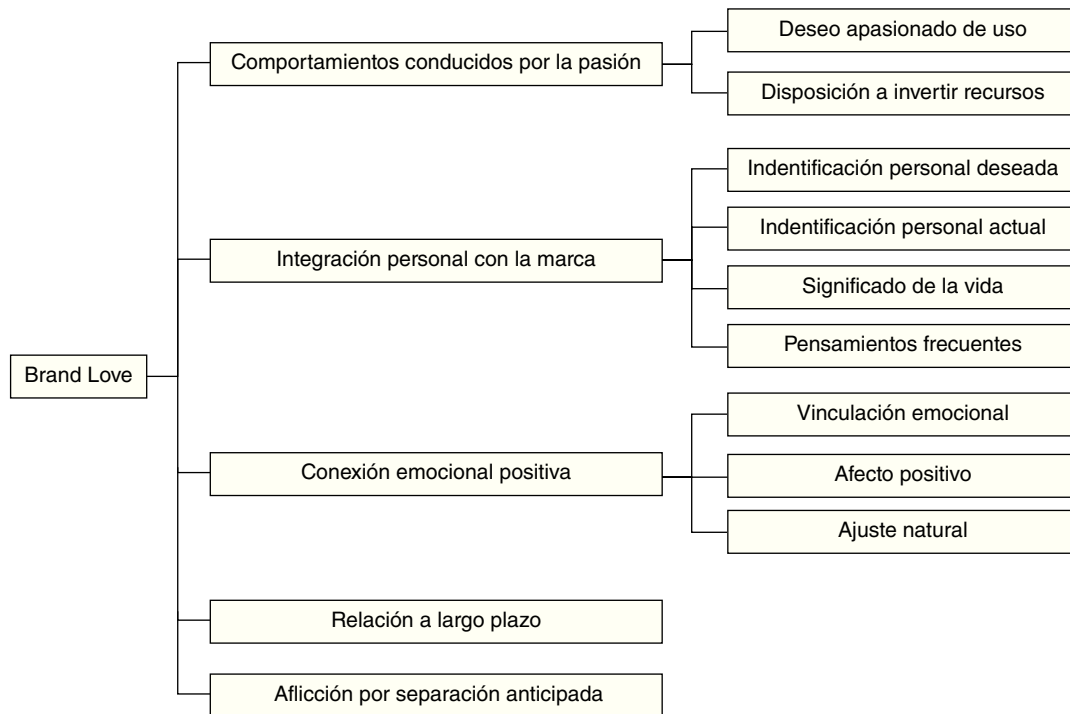 Brand Love
Comportamientos conducidos por la pasión
Deseo apasionado de uso
Disposición a invertir recursos
Integración personal con la marca
Indentificación personal deseada
Indentificación personal actual
Significado de la vida
Pensamientos frecuentes
Conexión emocional positiva
Vinculación emocional
Afecto positivo
Ajuste natural
Relación a largo plazo
Aflicción por separación anticipada